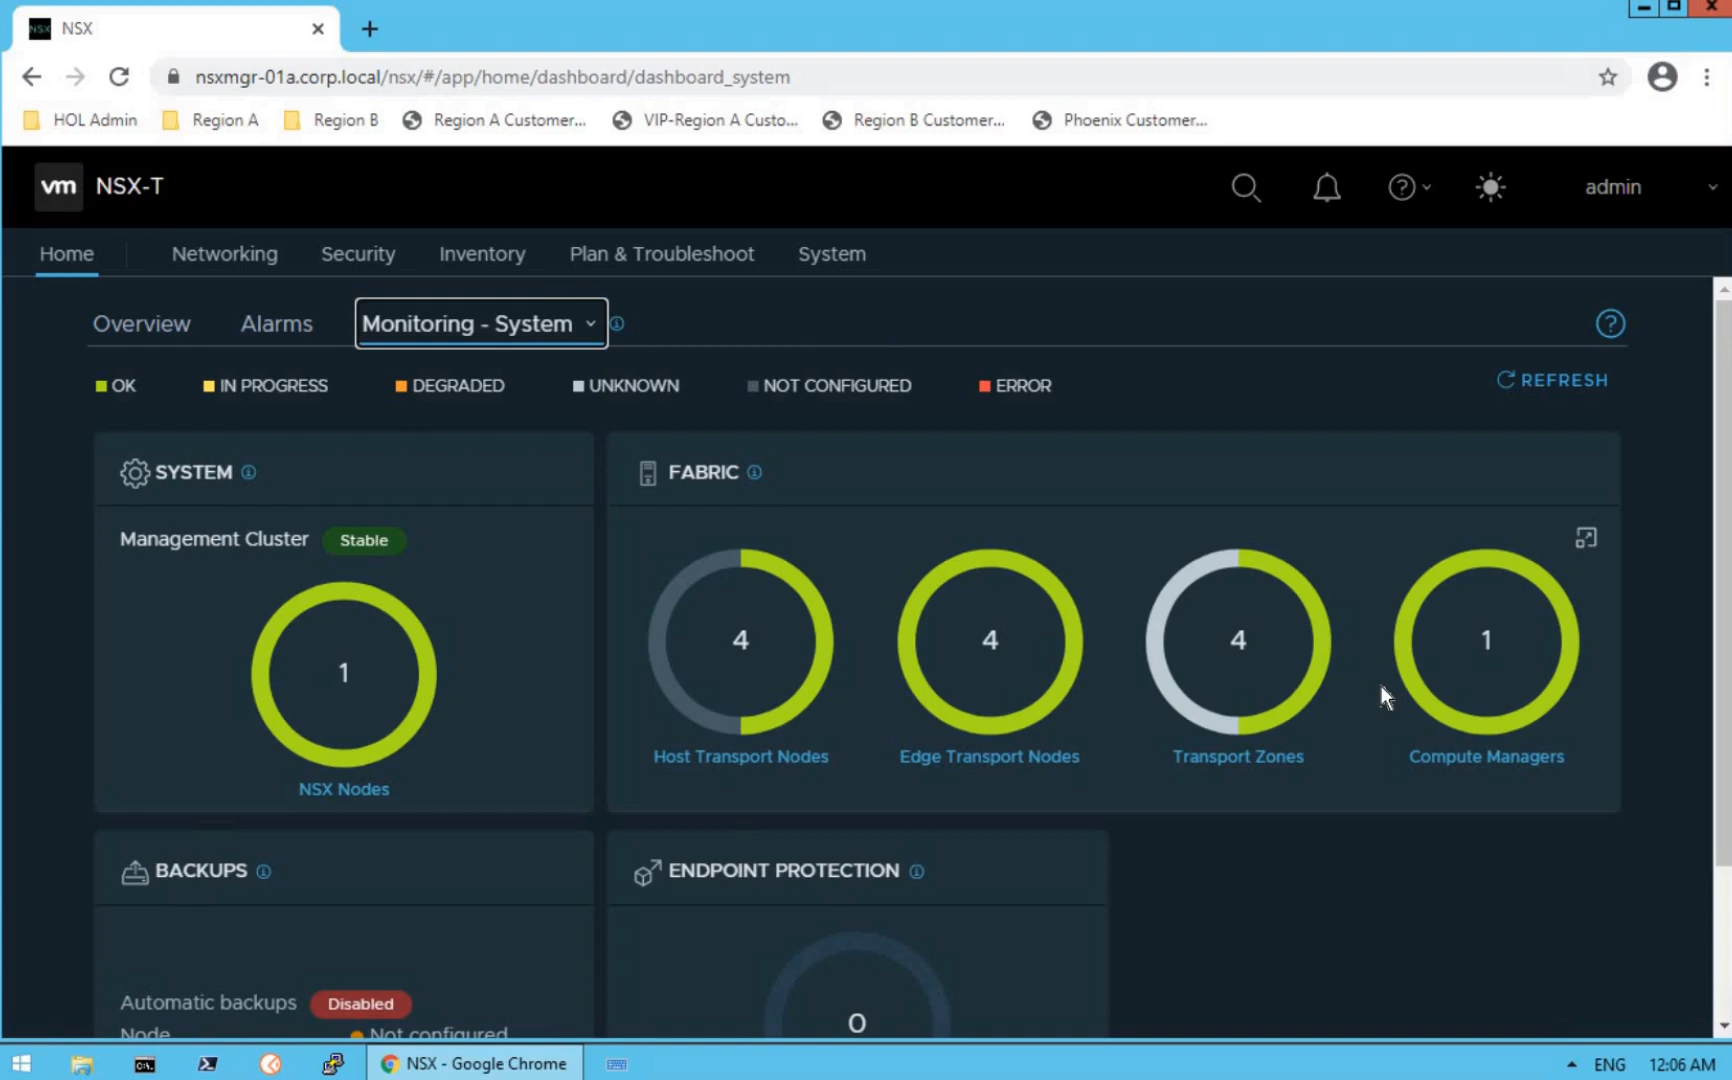 NSX
nsxmgr-01a.corp.local/nsx/#/app/home/dashboard/dashboard_system
HOL Admin Region A Region B Region A Customer... VIP-Region A Custo... Region B Customer... Phoenix Customer...
vm NSX-T admin
Home Networking Security Inventory Plan & Troubleshoot System
Overview Alarms Monitoring - System
OK IN PROGRESS DEGRADED UNKNOWN NOT CONFIGURED ERROR REFRESH
SYSTEM
Management Cluster Stable
1
NSX Nodes
FABRIC
4 4 4 1
Host Transport Nodes Edge Transport Nodes Transport Zones Compute Managers
BACKUPS
Automatic backups Disabled
Node Not configured
ENDPOINT PROTECTION
0
NSX - Google Chrome ENG 12:06 AM